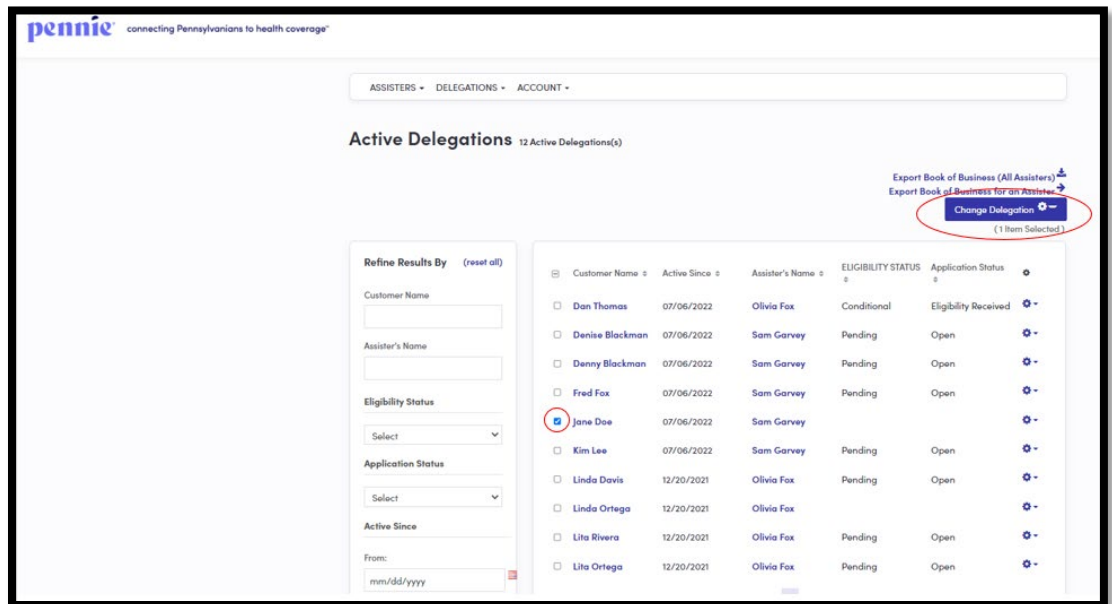 pennie® connecting Pennsylvanians to health coverage™
ASSISTERS DELEGATIONS ACCOUNT
Active Delegations 12 Active Delegations(s)
Export Book of Business (All Assisters)
Export Book of Business for an Assister
Change Delegation
(1 Item Selected)
Refine Results By (reset all)
Customer Name
Assister's Name
Eligibility Status
Select
Application Status
Select
Active Since
From:
mm/dd/yyyy
Customer Name Active Since Assister's Name ELIGIBILITY STATUS Application Status
Dan Thomas 07/06/2022 Olivia Fox Conditional Eligibility Received
Denise Blackman 07/06/2022 Sam Garvey Pending Open
Denny Blackman 07/06/2022 Sam Garvey Pending Open
Fred Fox 07/06/2022 Sam Garvey Pending Open
Jane Doe 07/06/2022 Sam Garvey
Kim Lee 07/06/2022 Sam Garvey Pending Open
Linda Davis 12/20/2021 Olivia Fox Pending Open
Linda Ortega 12/20/2021 Olivia Fox
Lita Rivera 12/20/2021 Olivia Fox Pending Open
Lita Ortega 12/20/2021 Olivia Fox Pending Open